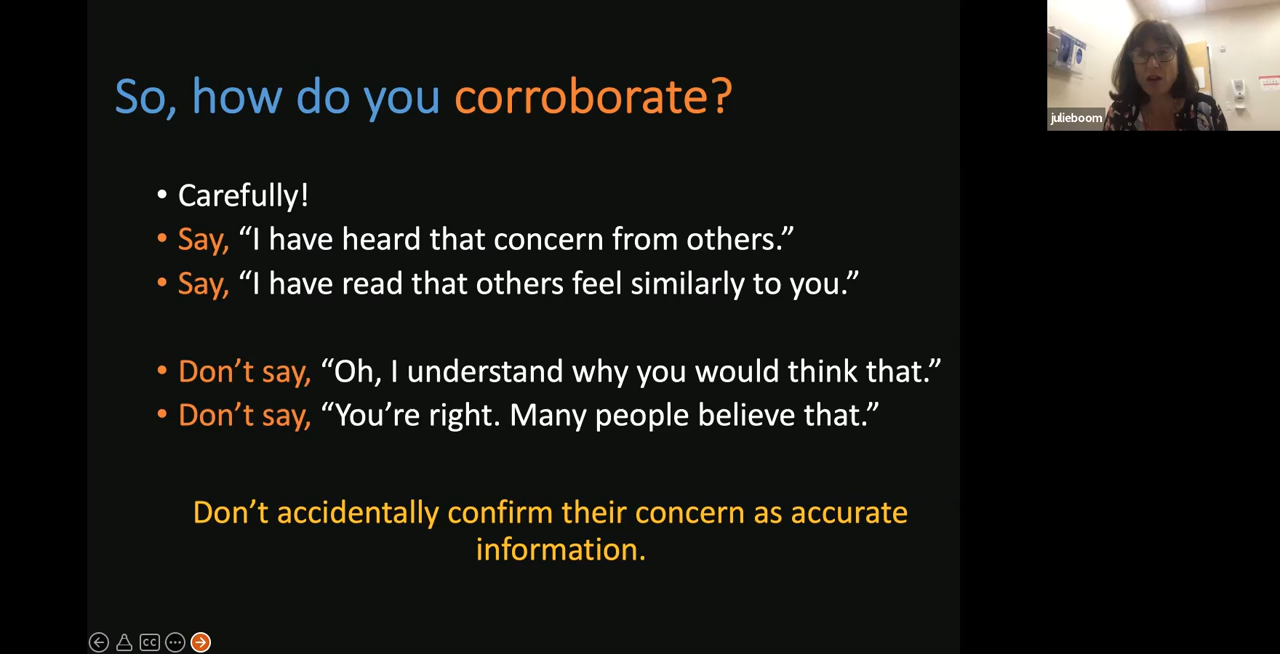 So, how do you corroborate?
• Carefully!
• Say, “I have heard that concern from others.”
• Say, “I have read that others feel similarly to you.”
• Don’t say, “Oh, I understand why you would think that.”
• Don’t say, “You’re right. Many people believe that.”
Don’t accidentally confirm their concern as accurate
information.
julieboom
CC